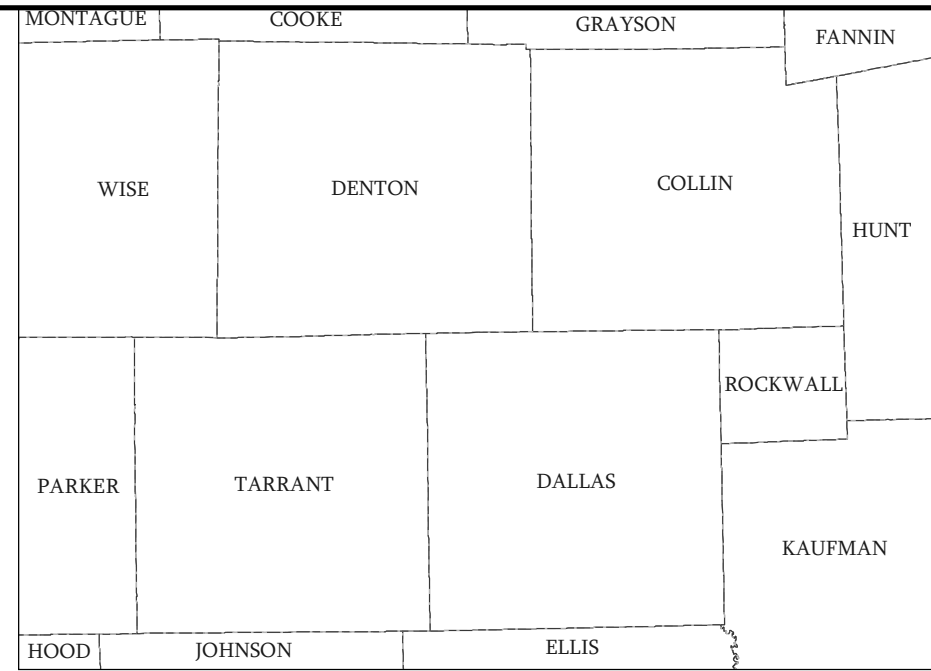 MONTAGUE
COOKE
GRAYSON
FANNIN
WISE
DENTON
COLLIN
HUNT
ROCKWALL
PARKER
TARRANT
DALLAS
KAUFMAN
HOOD
JOHNSON
ELLIS